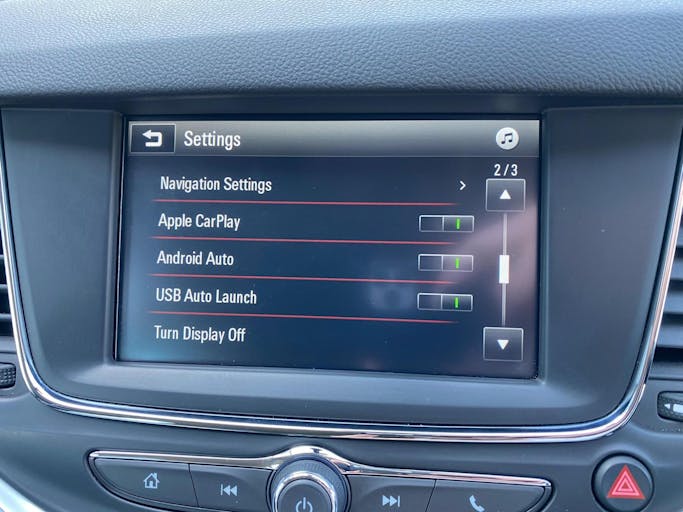 Settings
2/3
Navigation Settings
Apple CarPlay
Android Auto
USB Auto Launch
Turn Display Off